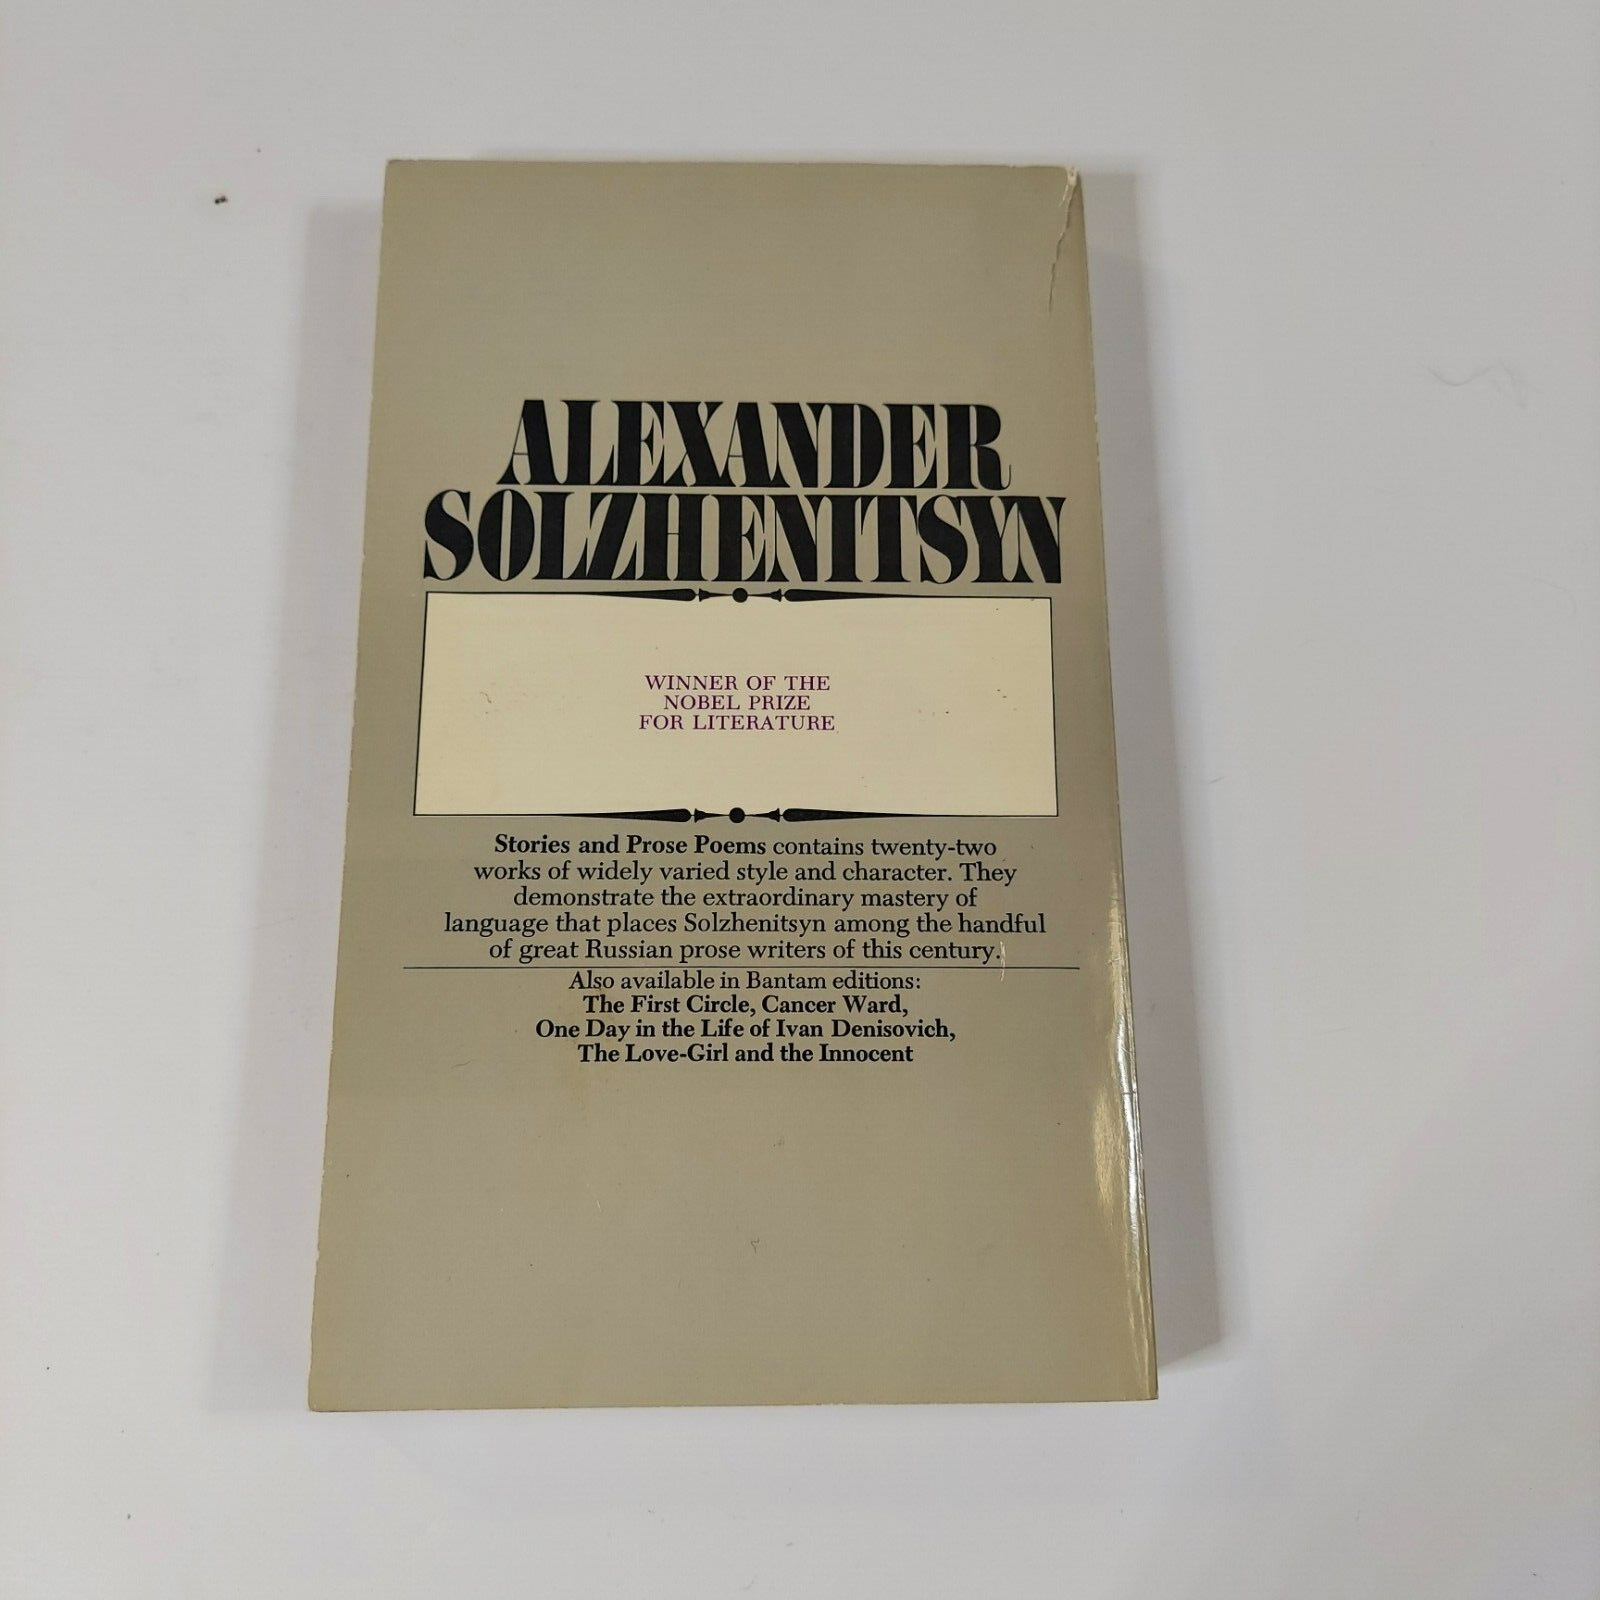 ALEXANDER
SOLZHENITSYN
WINNER OF THE
NOBEL PRIZE
FOR LITERATURE
Stories and Prose Poems contains twenty-two
works of widely varied style and character. They
demonstrate the extraordinary mastery of
language that places Solzhenitsyn among the handful
of great Russian prose writers of this century.
Also available in Bantam editions:
The First Circle, Cancer Ward,
One Day in the Life of Ivan Denisovich,
The Love-Girl and the Innocent